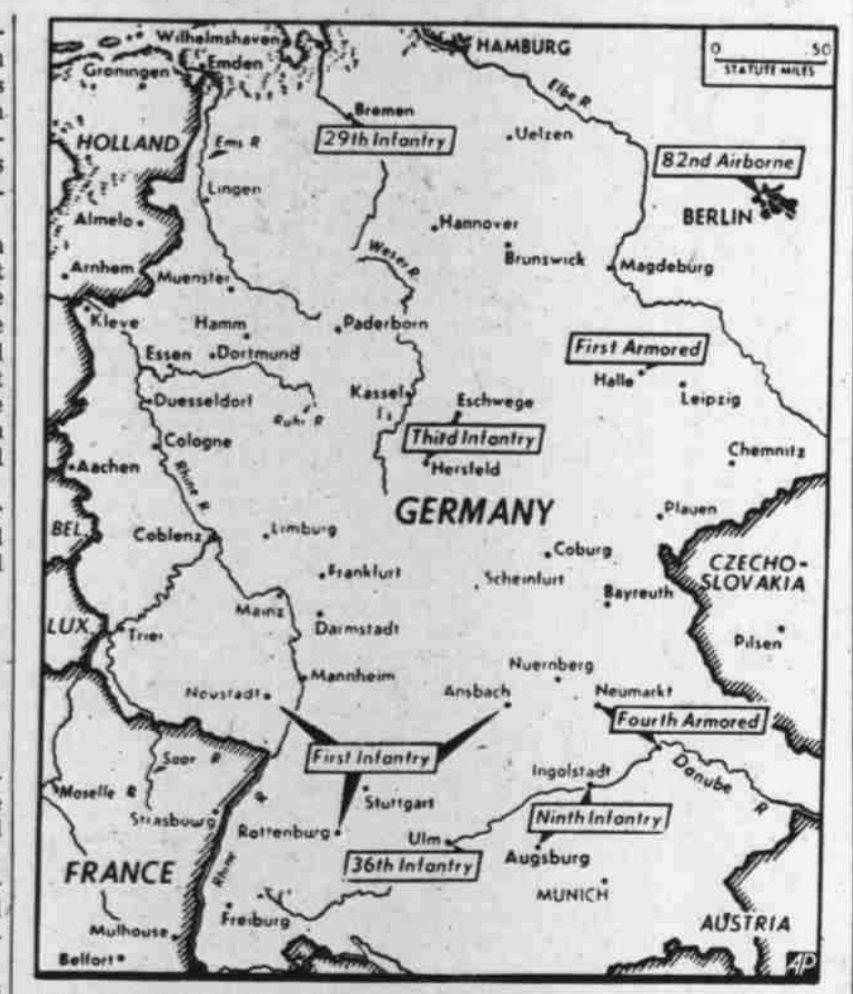 Wilhelmshaven
HAMBURG
0 50
STATUTE MILES
Groningen
Emden
Elbe R.
Bremen
29th Infantry
Uelzen
HOLLAND
Ems R
82nd Airborne
Lingen
BERLIN
Almelo
Hannover
Weser R.
Brunswick
Magdeburg
Arnhem
Muenster
Kleve
Hamm
Paderborn
First Armored
Essen
Dortmund
Halle
Leipzig
Duesseldorf
Kassel
Eschwege
Ruhr R
Third Infantry
Cologne
Chemnitz
Aachen
Hersfeld
Rhine R.
GERMANY
Plauen
BEL.
Coblenz
Limburg
Coburg
CZECHO-
SLOVAKIA
Frankfurt
Scheinfurt
Bayreuth
Mainz
LUX.
Trier
Darmstadt
Pilsen
Nuernberg
Mannheim
Neustadt
Ansbach
Neumarkt
Fourth Armored
First Infantry
Saar R
Ingolstadt
Danube R
Moselle R
Stuttgart
Strasbourg
Ninth Infantry
Rottenburg
Ulm
Augsburg
36th Infantry
FRANCE
Rhine R
MUNICH
Freiburg
AUSTRIA
Mulhouse
Belfort
AP